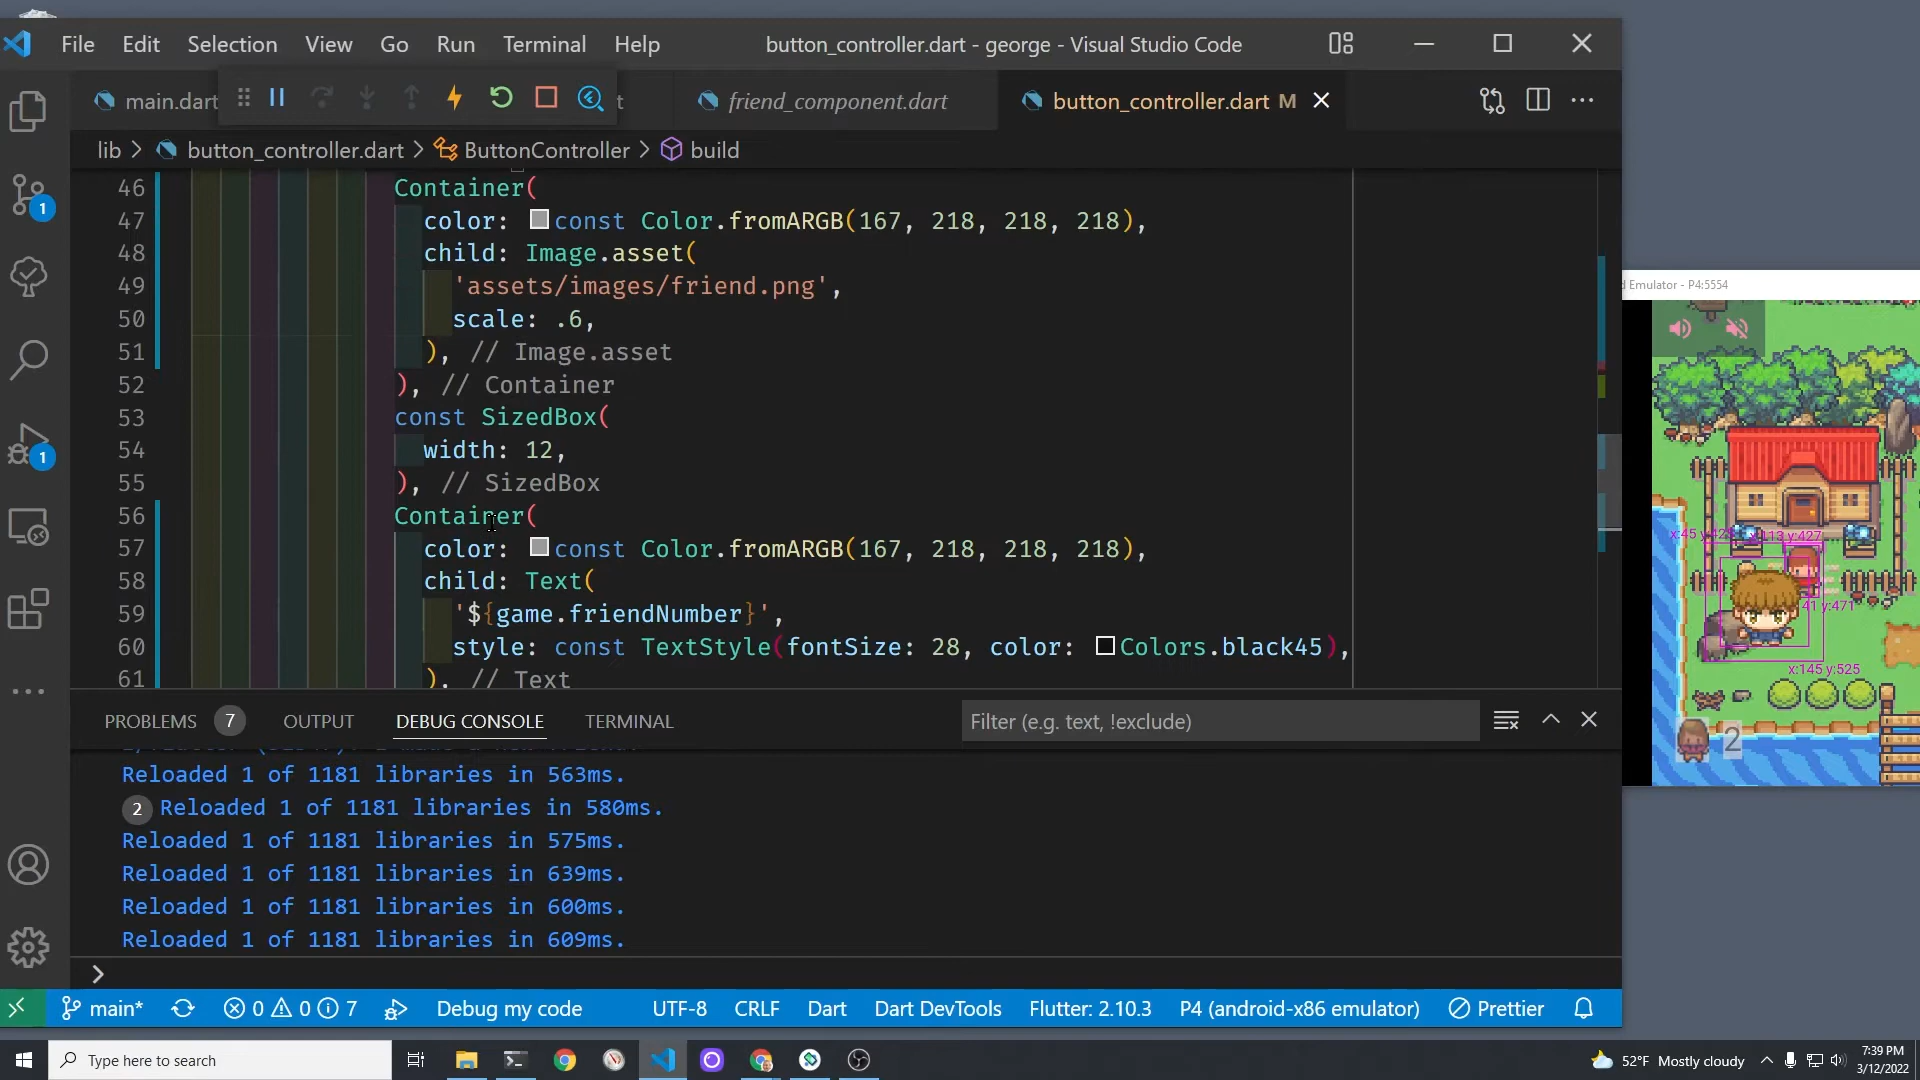 File Edit Selection View Go Run Terminal Help button_controller.dart - george - Visual Studio Code
main.dart t friend_component.dart button_controller.dart M
lib > button_controller.dart > ButtonController > build
46 Container(
47 color: const Color.fromARGB(167, 218, 218, 218),
48 child: Image.asset(
49 'assets/images/friend.png',
50 scale: .6,
51 ), // Image.asset
52 ), // Container
53 const SizedBox(
54 width: 12,
55 ), // SizedBox
56 Container(
57 color: const Color.fromARGB(167, 218, 218, 218),
58 child: Text(
59 '${game.friendNumber}',
60 style: const TextStyle(fontSize: 28, color: Colors.black45),
61 ), // Text
PROBLEMS 7 OUTPUT DEBUG CONSOLE TERMINAL Filter (e.g. text, !exclude)
Reloaded 1 of 1181 libraries in 563ms.
2 Reloaded 1 of 1181 libraries in 580ms.
Reloaded 1 of 1181 libraries in 575ms.
Reloaded 1 of 1181 libraries in 639ms.
Reloaded 1 of 1181 libraries in 600ms.
Reloaded 1 of 1181 libraries in 609ms.
>
main* 0 0 7 Debug my code UTF-8 CRLF Dart Dart DevTools Flutter: 2.10.3 P4 (android-x86 emulator) Prettier
1
1
d Emulator - P4:5554
x:113 y:427
41 y:471
x:145 y:525
2
Type here to search
52°F Mostly cloudy
7:39 PM
3/12/2022